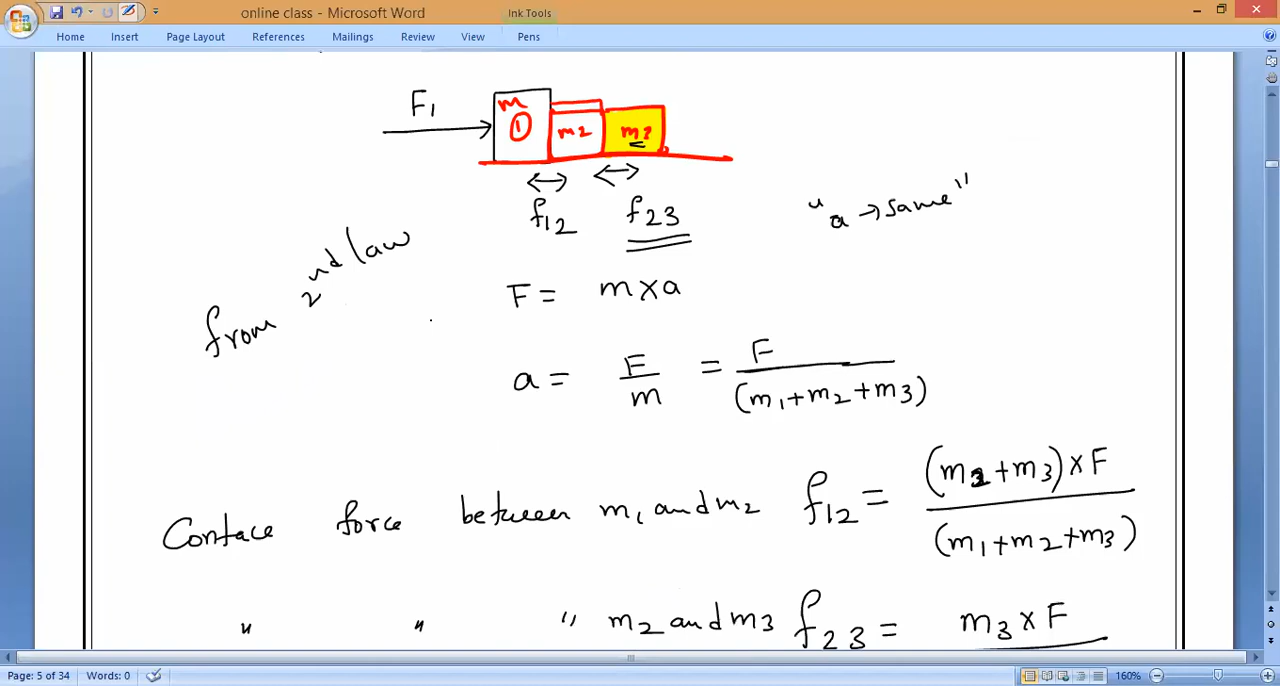 online class - Microsoft Word
Ink Tools
Home Insert Page Layout References Mailings Review View Pens
F1
m
1
m2
m3
f12 f23
"a → same"
from 2nd law
F = m×a
a = F/m = F/(m1+m2+m3)
Contace force between m1 and m2 f12 = (m2+m3)×F/(m1+m2+m3)
" " " m2 and m3 f23 = m3×F
Page: 5 of 34 Words: 0 160%